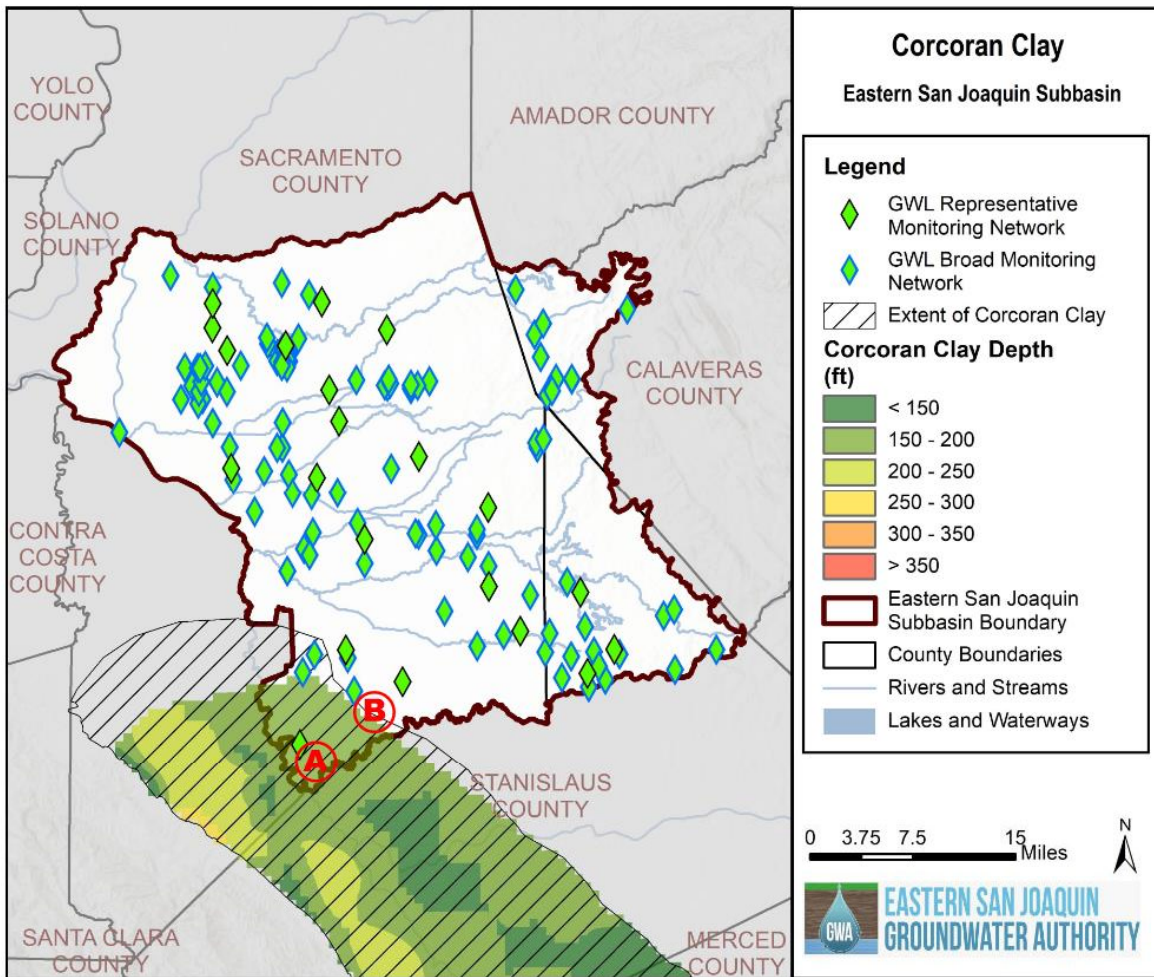 YOLO
COUNTY
AMADOR COUNTY
SACRAMENTO
COUNTY
SOLANO
COUNTY
CALAVERAS
COUNTY
CONTRA
COSTA
COUNTY
B
A
STANISLAUS
COUNTY
SANTA CLARA
COUNTY
MERCED
COUNTY
Corcoran Clay
Eastern San Joaquin Subbasin
Legend
GWL Representative
Monitoring Network
GWL Broad Monitoring
Network
Extent of Corcoran Clay
Corcoran Clay Depth
(ft)
< 150
150 - 200
200 - 250
250 - 300
300 - 350
> 350
Eastern San Joaquin
Subbasin Boundary
County Boundaries
Rivers and Streams
Lakes and Waterways
0 3.75 7.5 15
Miles
N
GWA
EASTERN SAN JOAQUIN
GROUNDWATER AUTHORITY